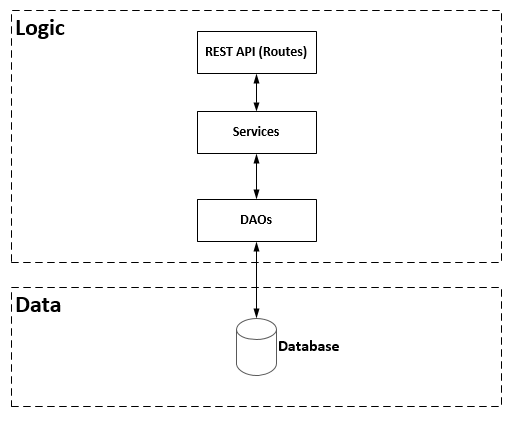 Logic
REST API (Routes)
Services
DAOs
Data
Database